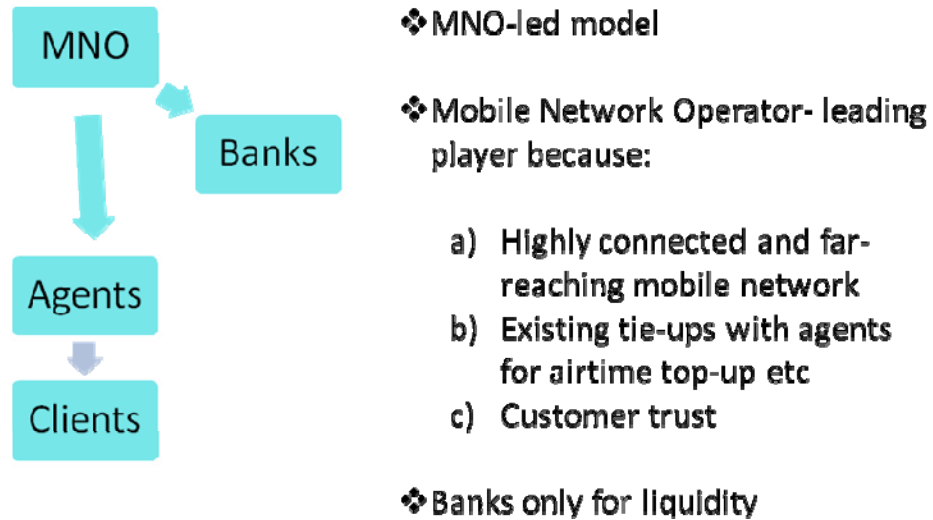 MNO
Banks
Agents
Clients
❖MNO-led model
❖Mobile Network Operator- leading
player because:
a) Highly connected and far-
reaching mobile network
b) Existing tie-ups with agents
for airtime top-up etc
c) Customer trust
❖Banks only for liquidity